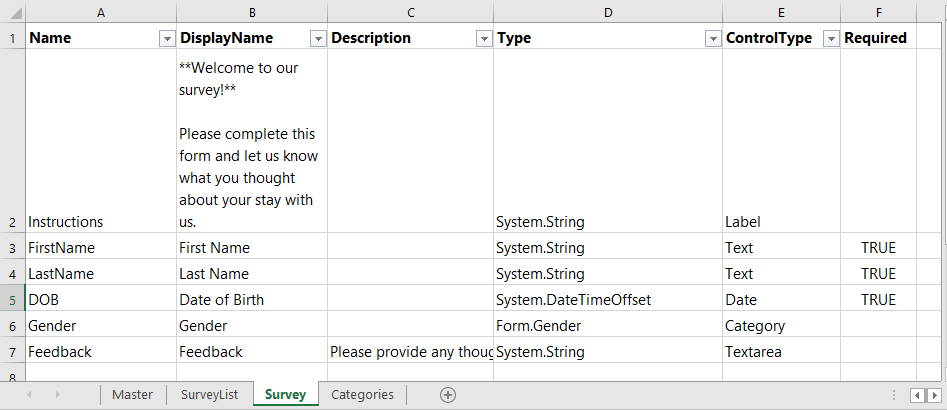 A B C D E F
1 Name DisplayName Description Type ControlType Required
**Welcome to our
survey!**
Please complete this
form and let us know
what you thought
about your stay with
2 Instructions us. System.String Label
3 FirstName First Name System.String Text TRUE
4 LastName Last Name System.String Text TRUE
5 DOB Date of Birth System.DateTimeOffset Date TRUE
6 Gender Gender Form.Gender Category
7 Feedback Feedback Please provide any thoug System.String Textarea
8
Master SurveyList Survey Categories